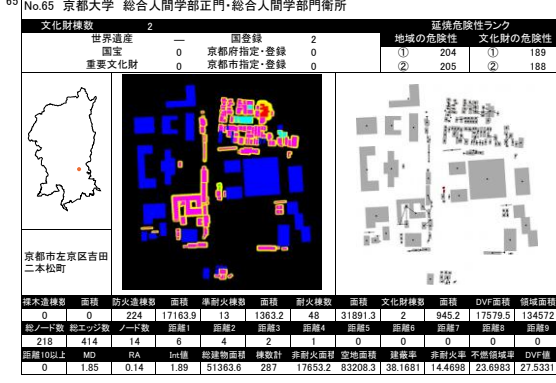 65
No.65 京都大学 総合人間学部正門・総合人間学部門衛所
文化財棟数 2 延焼危険性ランク
世界遺産 ― 国登録 2 地域の危険性 文化財の危険性
国宝 0 京都府指定・登録 0 ① 204 ① 189
重要文化財 0 京都市指定・登録 0 ② 205 ② 188
京都市左京区吉田
二本松町
裸木造棟数 面積 防火造棟数 面積 準耐火棟数 面積 耐火棟数 面積 文化財棟数 面積 DVF面積 領域面積
0 0 224 17163.9 13 1363.2 48 31891.3 2 945.2 17579.5 134572
総ノード数 総エッジ数 ノード数 距離1 距離2 距離3 距離4 距離5 距離6 距離7 距離8 距離9
218 414 14 6 4 2 1 0 0 0 0 0
距離10以上 MD RA Int値 総建物面積 棟数計 非耐火面積 空地面積 建蔽率 非耐火率 不燃領域率 DVF値
0 1.85 0.14 1.89 51363.6 287 17653.2 83208.3 38.1681 14.4698 23.6983 27.5331